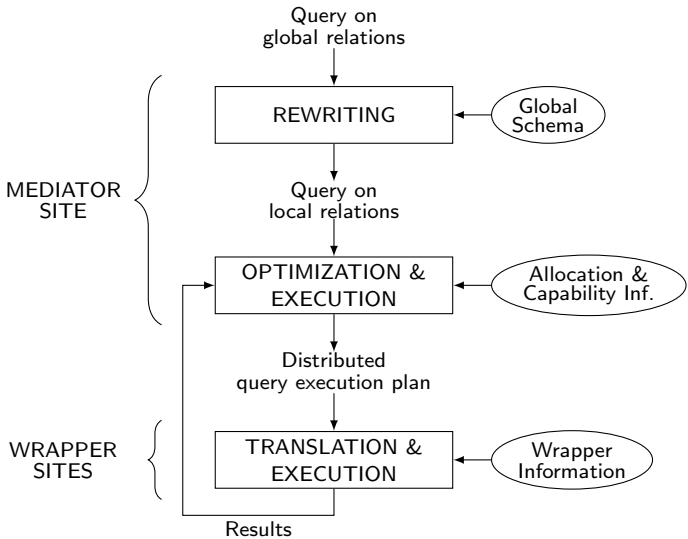 Query on
global relations
REWRITING
Global
Schema
MEDIATOR
SITE
Query on
local relations
OPTIMIZATION &
EXECUTION
Allocation &
Capability Inf.
Distributed
query execution plan
WRAPPER
SITES
TRANSLATION &
EXECUTION
Wrapper
Information
Results